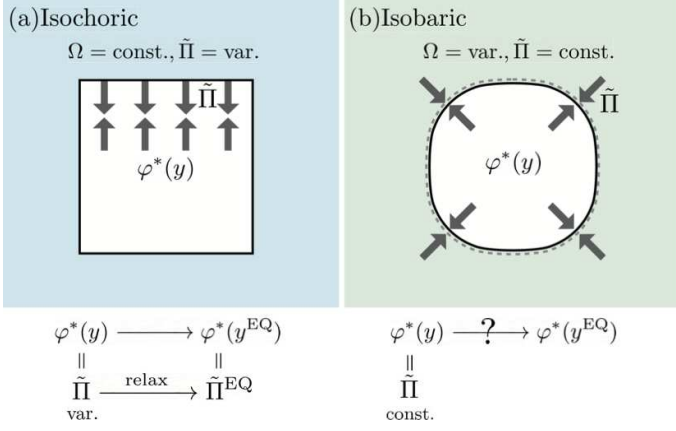 (a)Isochoric
Ω = const., Π̃ = var.
Π̃
φ*(y)
φ*(y) ⟶ φ*(y^EQ)
|| ||
Π̃ relax⟶ Π̃^EQ
var.
(b)Isobaric
Ω = var., Π̃ = const.
Π̃
φ*(y)
φ*(y) —?→ φ*(y^EQ)
||
Π̃
const.